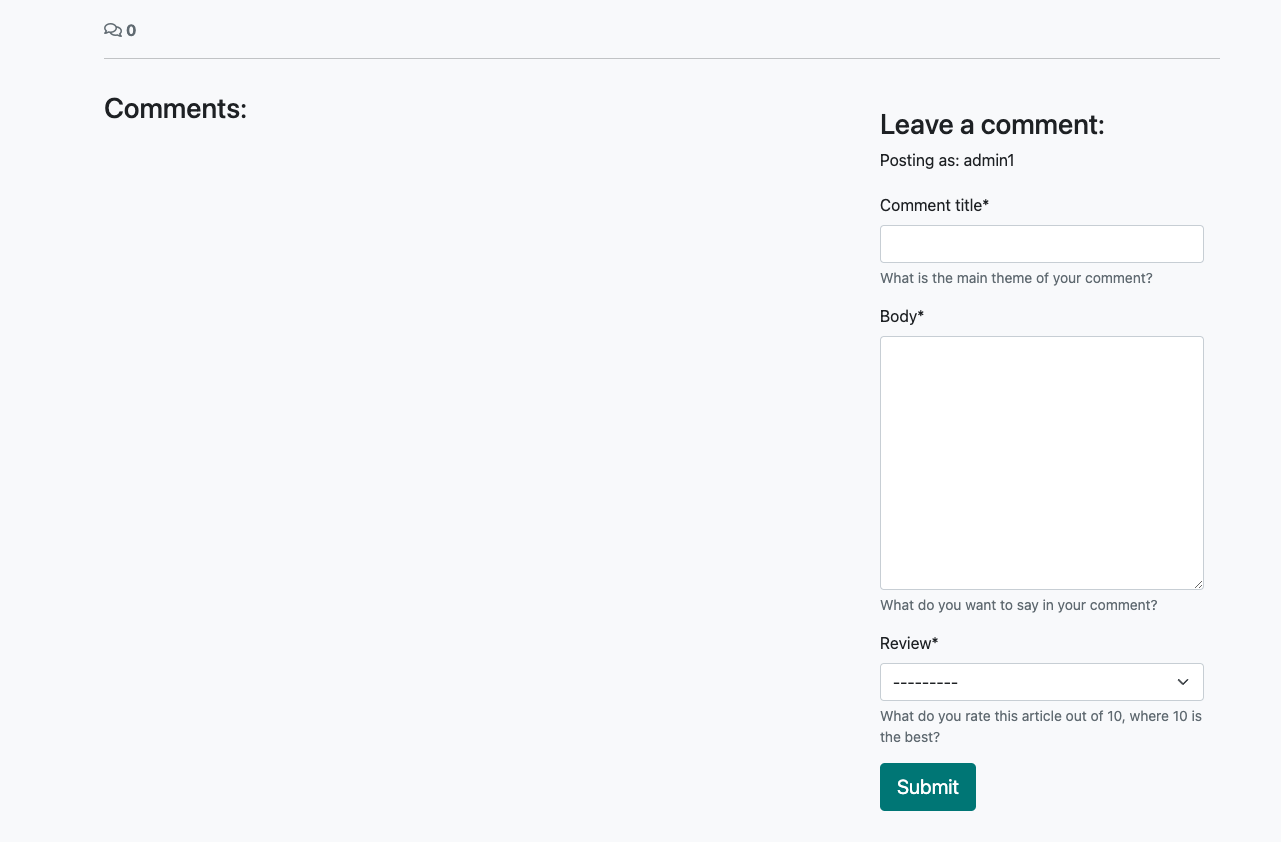 0
Comments:
Leave a comment:
Posting as: admin1
Comment title*
What is the main theme of your comment?
Body*
What do you want to say in your comment?
Review*
---------
What do you rate this article out of 10, where 10 is
the best?
Submit